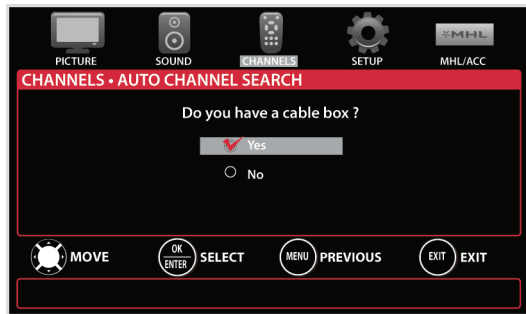 MHL
PICTURE SOUND CHANNELS SETUP MHL/ACC
CHANNELS • AUTO CHANNEL SEARCH
Do you have a cable box ?
Yes
No
MOVE OK ENTER SELECT MENU PREVIOUS EXIT EXIT